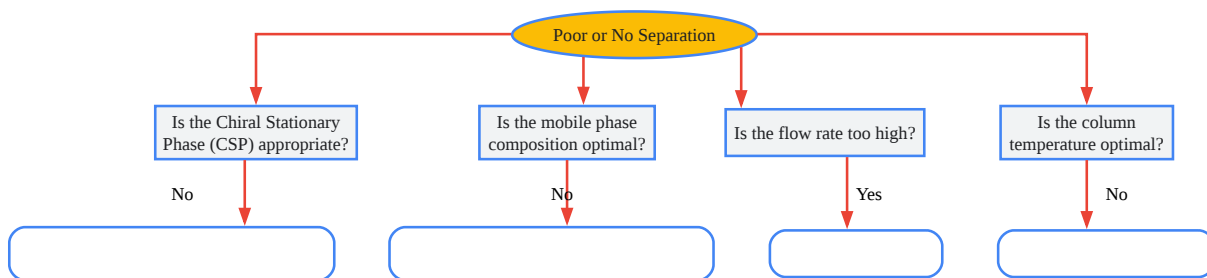 Poor or No Separation
Is the Chiral Stationary
Phase (CSP) appropriate?
Is the mobile phase
composition optimal?
Is the flow rate too high?
Is the column
temperature optimal?
No
No
Yes
No